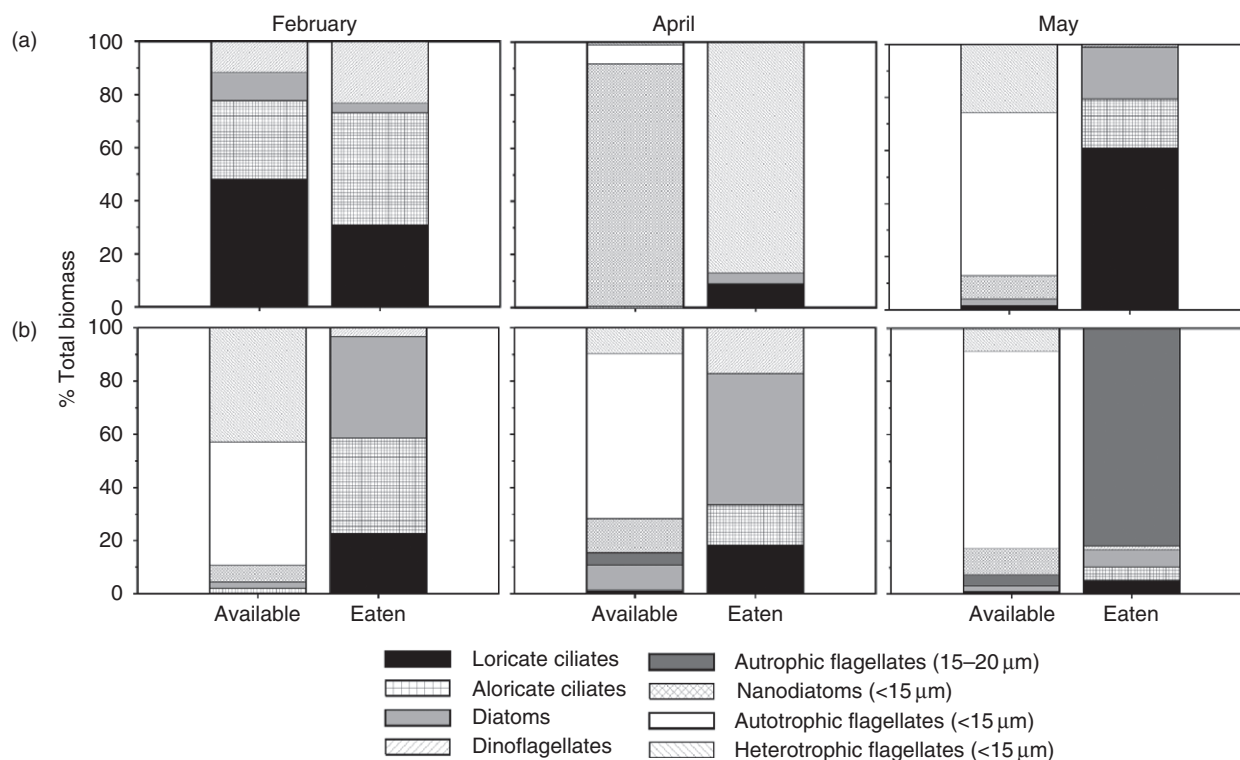 February April May
(a)
100
80
60
40
20
0
(b)
100
80
60
40
20
0
% Total biomass
Available Eaten Available Eaten Available Eaten
Loricate ciliates
Aloricate ciliates
Diatoms
Dinoflagellates
Autrophic flagellates (15–20 μm)
Nanodiatoms (<15 μm)
Autotrophic flagellates (<15 μm)
Heterotrophic flagellates (<15 μm)